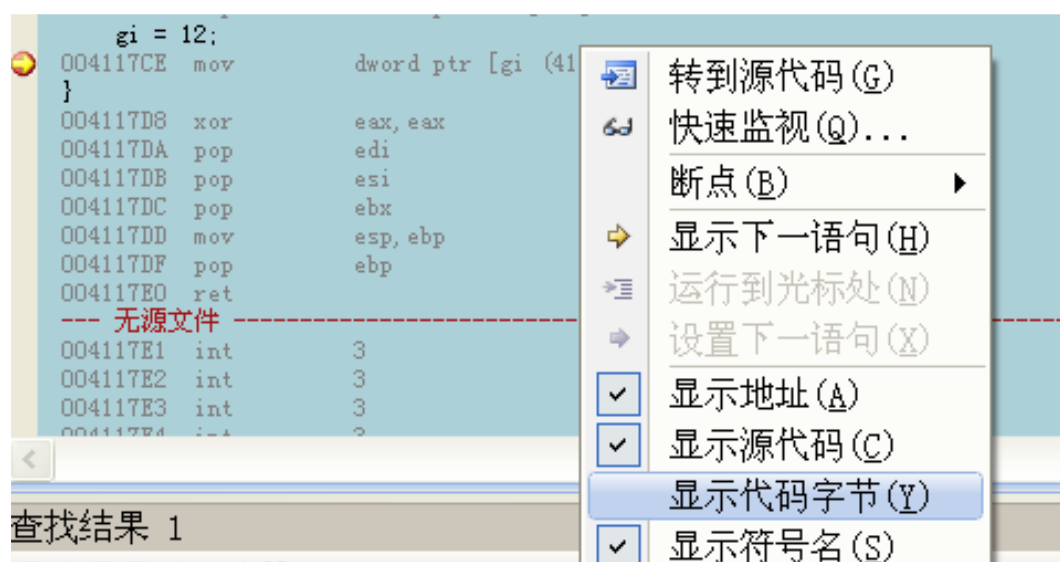 gi = 12;
004117CE mov dword ptr [gi (41
}
004117D8 xor eax, eax
004117DA pop edi
004117DB pop esi
004117DC pop ebx
004117DD mov esp, ebp
004117DF pop ebp
004117E0 ret
--- 无源文件 ---
004117E1 int 3
004117E2 int 3
004117E3 int 3
004117E4 int 3
查找结果 1
转到源代码(G)
快速监视(Q)...
断点(B)
显示下一语句(H)
运行到光标处(N)
设置下一语句(X)
显示地址(A)
显示源代码(C)
显示代码字节(Y)
显示符号名(S)